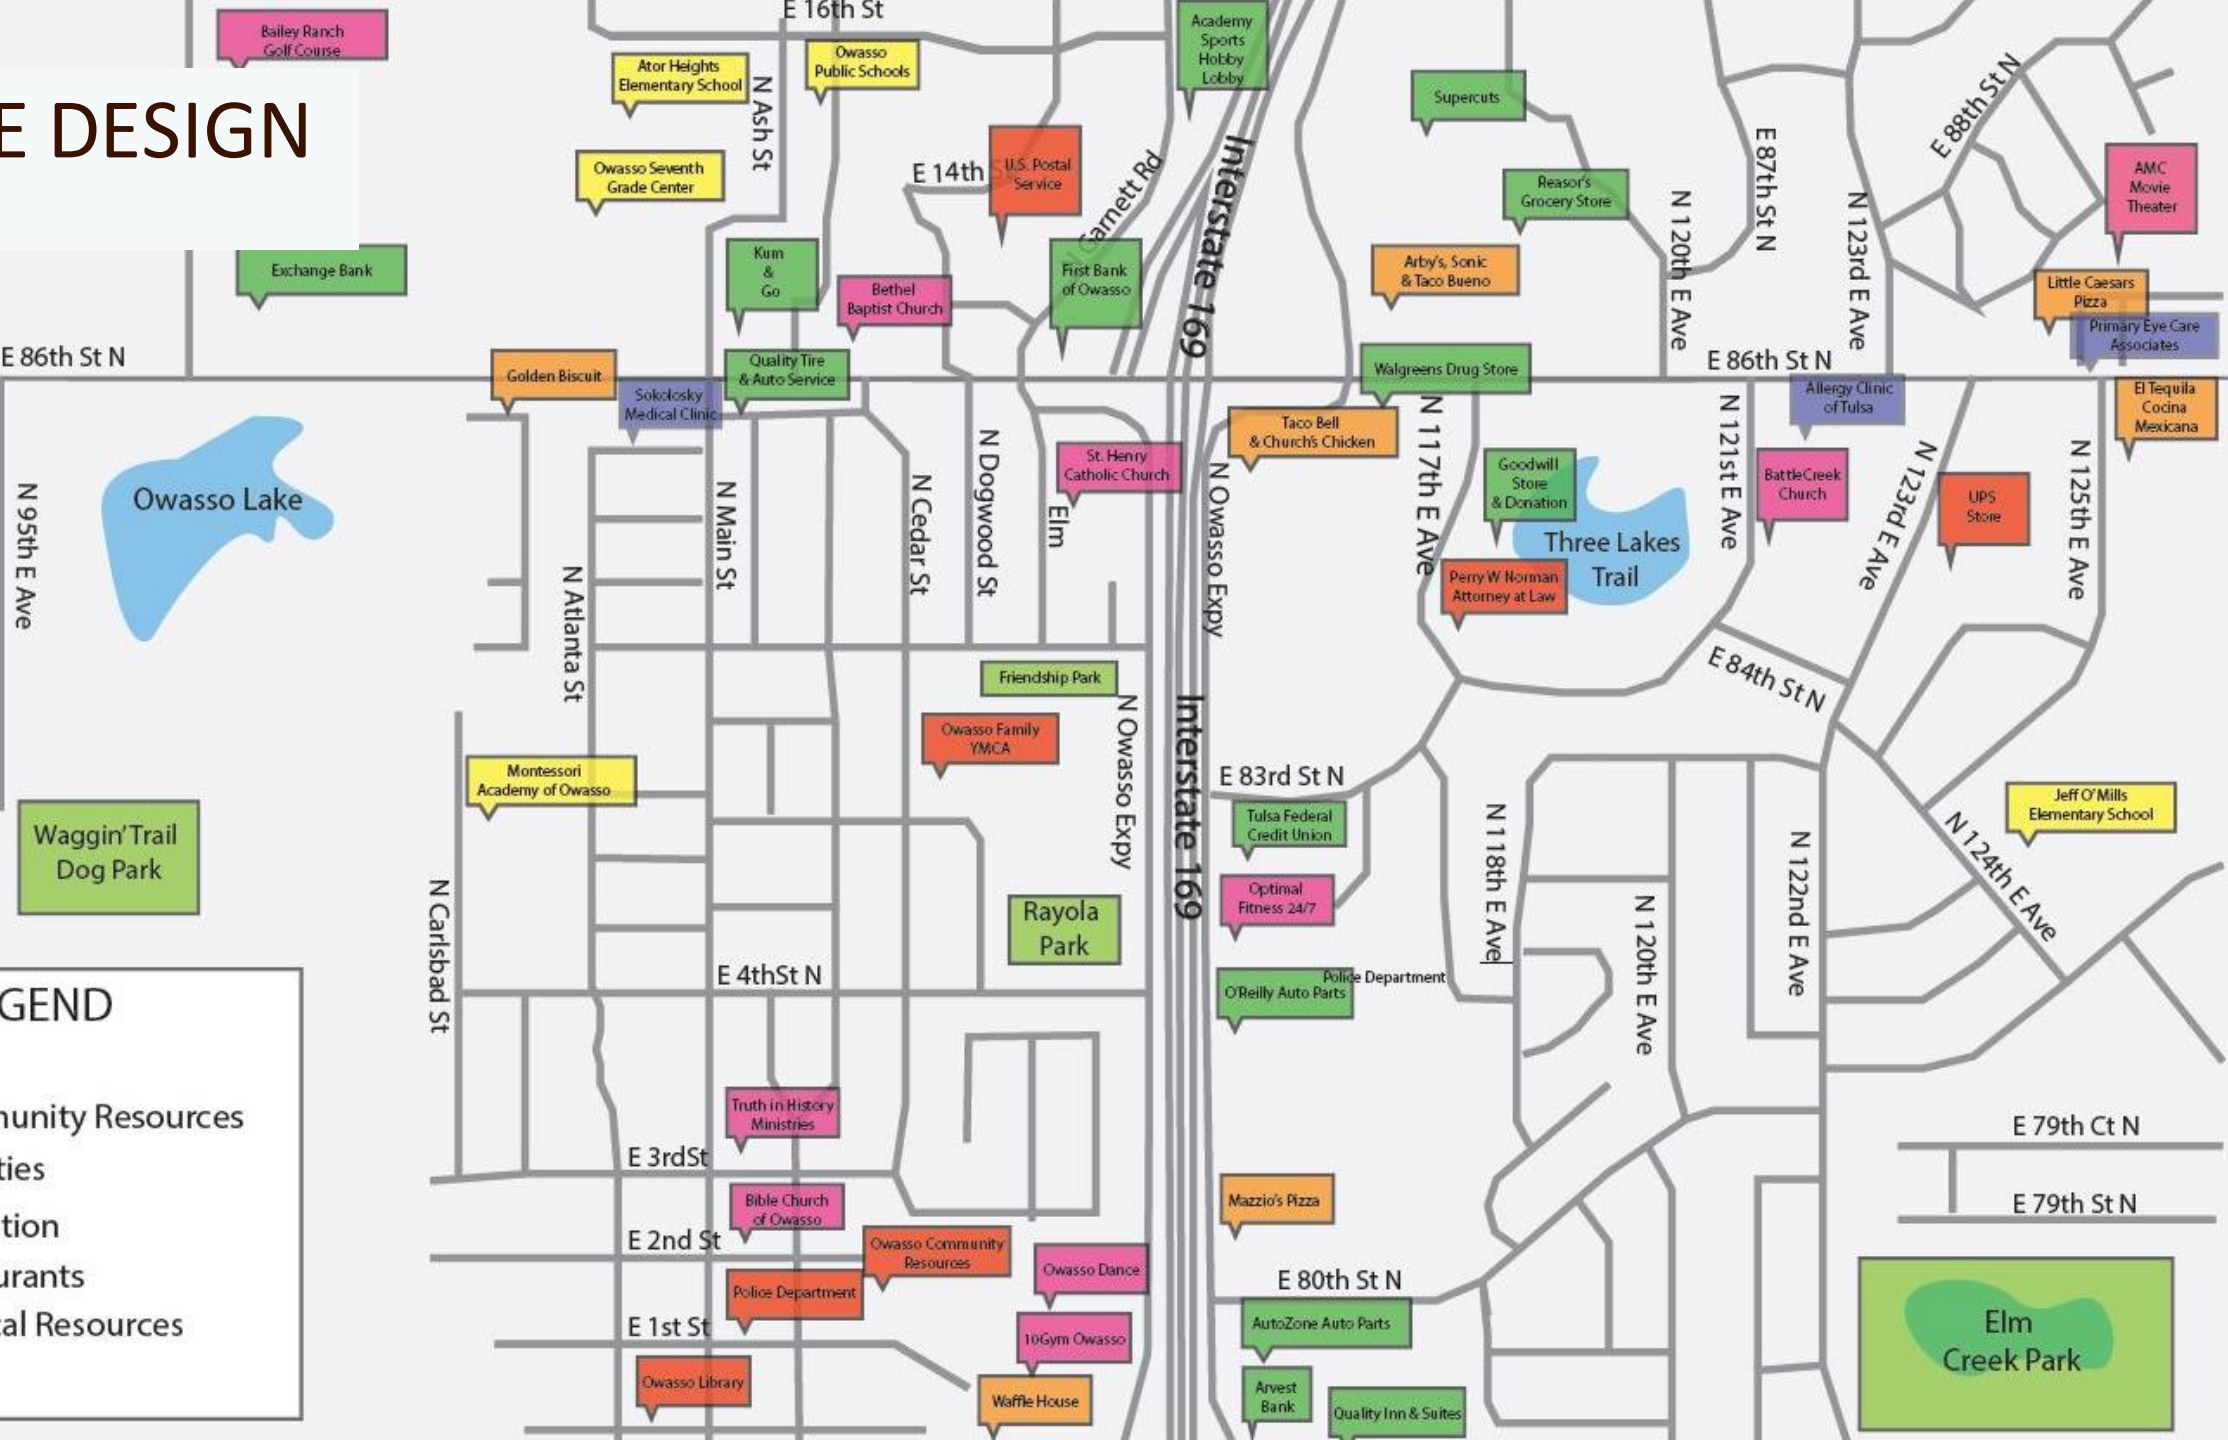 E 16th St
Bailey Ranch
Golf Course
Ator Heights
Elementary School
Owasso
Public Schools
Academy
Sports
Hobby
Lobby
Supercuts
E DESIGN
N Ash St
Owasso Seventh
Grade Center
E 14th
U.S. Postal
Service
N Garnett Rd
Interstate 169
Reasor's
Grocery Store
N 120th E Ave
E 87th St N
N 123rd E Ave
E 88th St N
AMC
Movie
Theater
Exchange Bank
Kum
&
Go
Bethel
Baptist Church
First Bank
of Owasso
Arby's, Sonic
& Taco Bueno
Little Caesars
Pizza
Primary Eye Care
Associates
E 86th St N
Golden Biscuit
Quality Tire
& Auto Service
Walgreens Drug Store
E 86th St N
Sokolosky
Medical Clinic
Allergy Clinic
of Tulsa
El Tequila
Cocina
Mexicana
Taco Bell
& Church's Chicken
St. Henry
Catholic Church
N 117th E Ave
Goodwill
Store
& Donation
N 121st E Ave
BattleCreek
Church
N 123rd E Ave
UPS
Store
N 125th E Ave
N 95th E Ave
Owasso Lake
N Atlanta St
N Main St
N Cedar St
N Dogwood St
Elm
N Owasso Expy
Three Lakes
Trail
Perry W Norman
Attorney at Law
Friendship Park
E 84th St N
Owasso Family
YMCA
N Owasso Expy
Interstate 169
E 83rd St N
Montessori
Academy of Owasso
Tulsa Federal
Credit Union
Jeff O'Mills
Elementary School
Waggin' Trail
Dog Park
N Carlsbad St
Rayola
Park
Optimal
Fitness 24/7
N 118th E Ave
N 120th E Ave
N 122nd E Ave
N 124th E Ave
E 4thSt N
O'Reilly Auto Parts
Police Department
GEND
munity Resources
ties
tion
urants
cal Resources
Truth in History
Ministries
E 3rdSt
Bible Church
of Owasso
E 2nd St
Owasso Community
Resources
Owasso Dance
Police Department
E 1st St
10Gym Owasso
Owasso Library
Waffle House
Mazzio's Pizza
E 80th St N
AutoZone Auto Parts
Arvest
Bank
Quality Inn & Suites
E 79th Ct N
E 79th St N
Elm
Creek Park